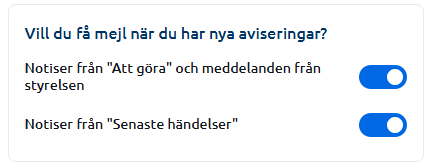 Vill du få mejl när du har nya aviseringar?
Notiser från "Att göra" och meddelanden från
styrelsen
Notiser från "Senaste händelser"